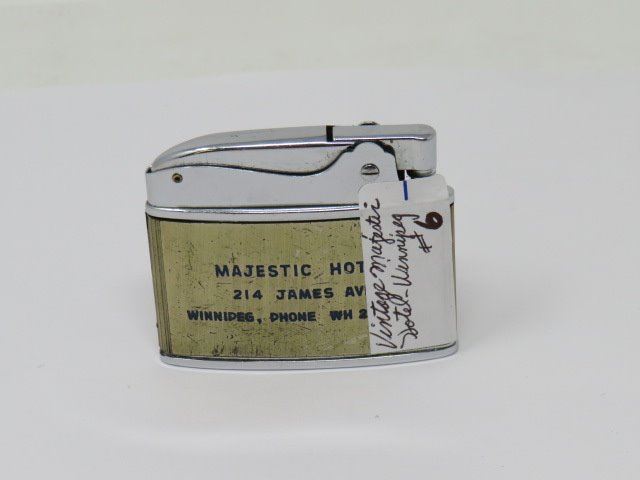 MAJESTIC HOT
214 JAMES AV
WINNIPEG, PHONE WH 2
Vintage Majestic
Hotel-Winnipeg
#6